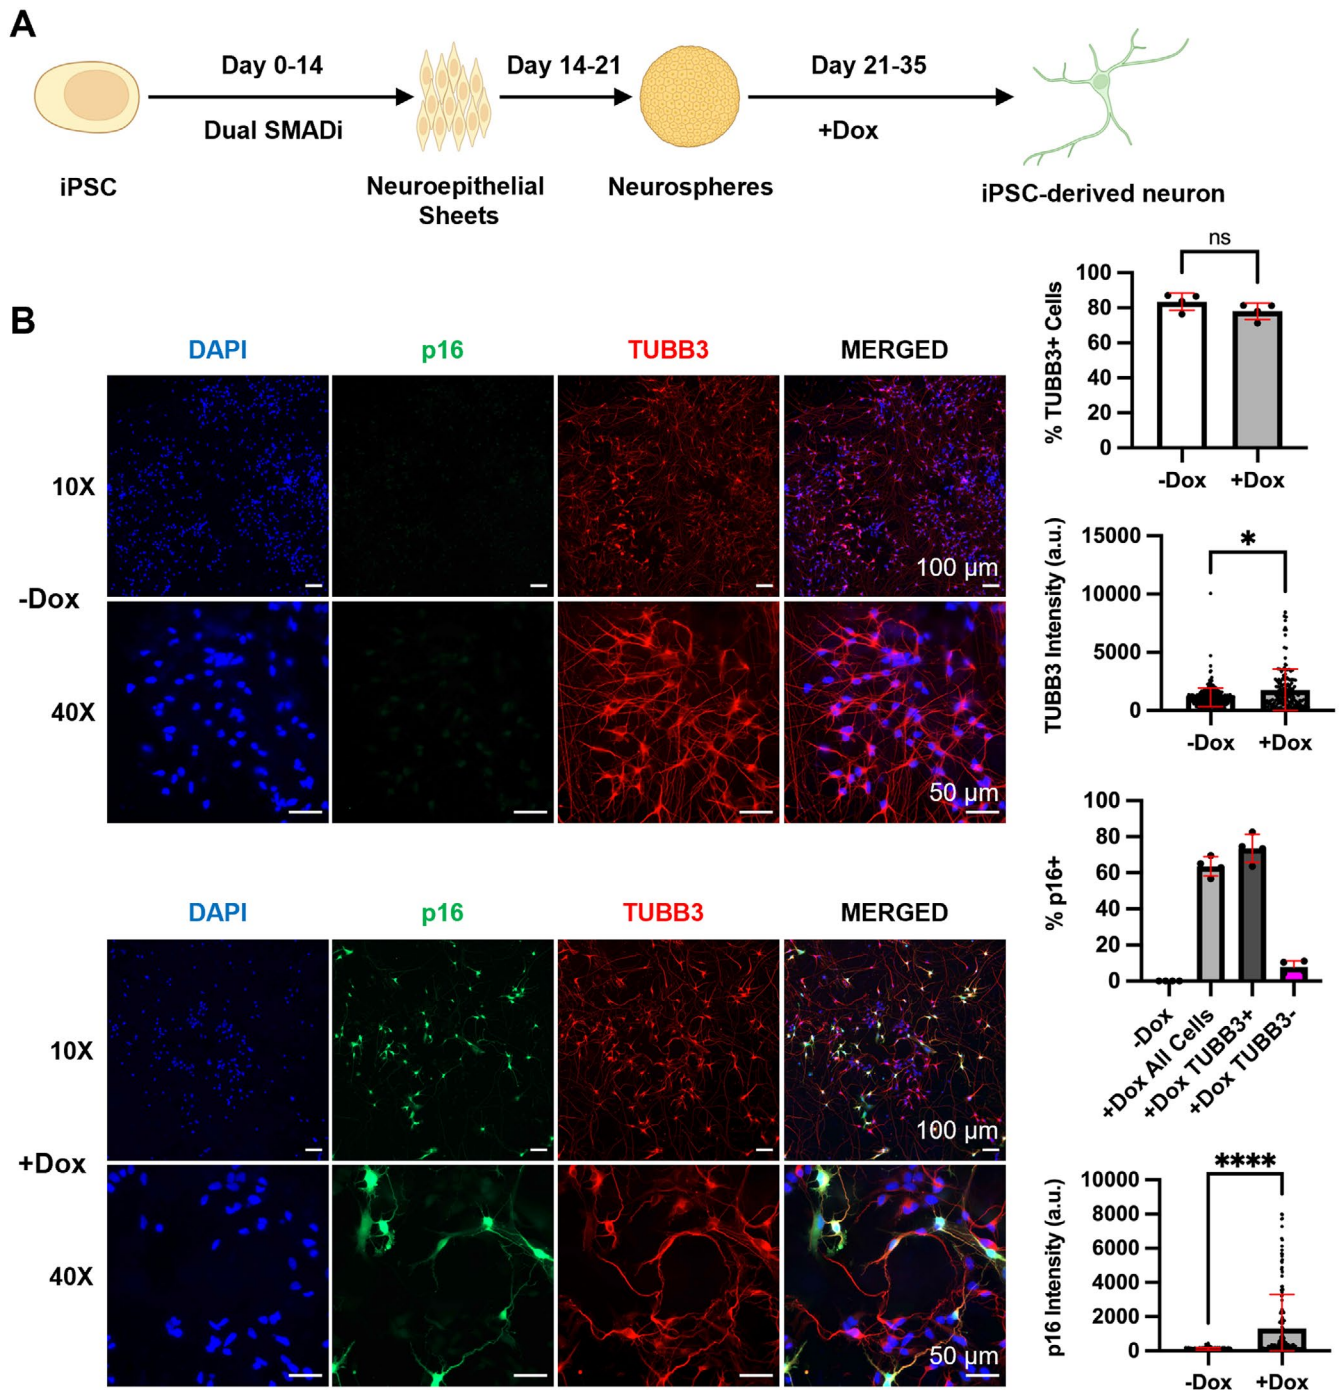 A
Day 0-14
Day 14-21
Day 21-35
Dual SMADi
+Dox
iPSC
Neuroepithelial
Sheets
Neurospheres
iPSC-derived neuron
B
DAPI
p16
TUBB3
MERGED
10X
100 µm
-Dox
40X
50 µm
DAPI
p16
TUBB3
MERGED
10X
100 µm
+Dox
40X
50 µm
ns
% TUBB3+ Cells
100
80
60
40
20
0
-Dox
+Dox
*
TUBB3 Intensity (a.u.)
15000
10000
5000
0
-Dox
+Dox
% p16+
100
80
60
40
20
0
-Dox
+Dox All Cells
+Dox TUBB3+
+Dox TUBB3-
****
p16 Intensity (a.u.)
10000
8000
6000
4000
2000
0
-Dox
+Dox